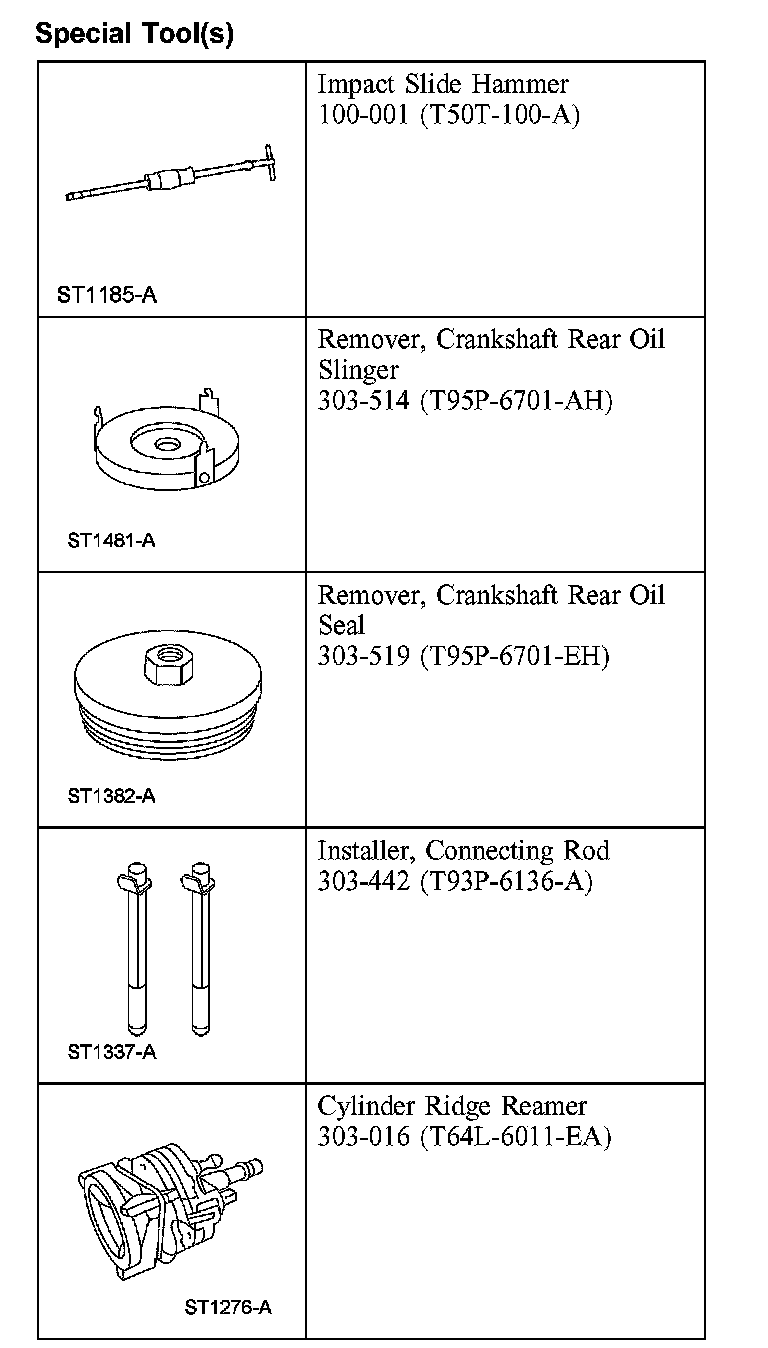 Special Tool(s)
Impact Slide Hammer
100-001 (T50T-100-A)
ST1185-A
Remover, Crankshaft Rear Oil
Slinger
303-514 (T95P-6701-AH)
ST1481-A
Remover, Crankshaft Rear Oil
Seal
303-519 (T95P-6701-EH)
ST1382-A
Installer, Connecting Rod
303-442 (T93P-6136-A)
ST1337-A
Cylinder Ridge Reamer
303-016 (T64L-6011-EA)
ST1276-A